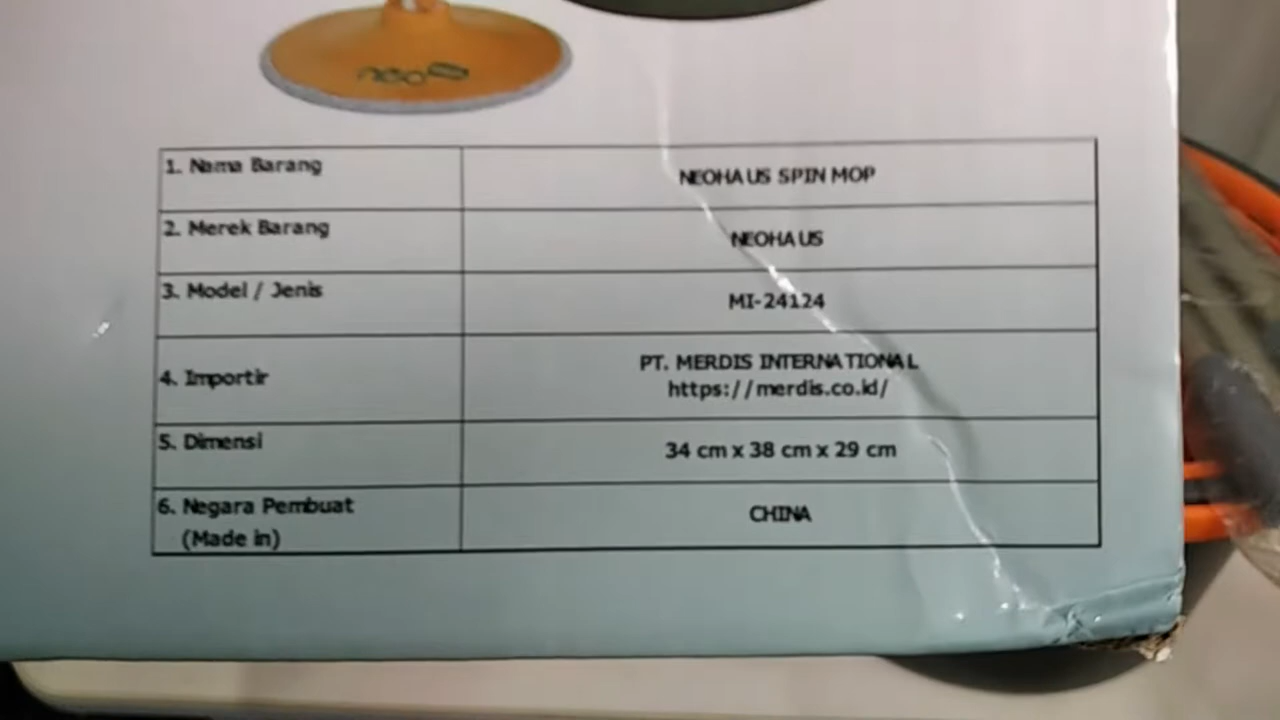 neo
1. Nama Barang
NEOHAUS SPIN MOP
2. Merek Barang
NEOHAUS
3. Model / Jenis
MI-24124
4. Importir
PT. MERDIS INTERNATIONAL
https://merdis.co.id/
5. Dimensi
34 cm x 38 cm x 29 cm
6. Negara Pembuat
(Made in)
CHINA